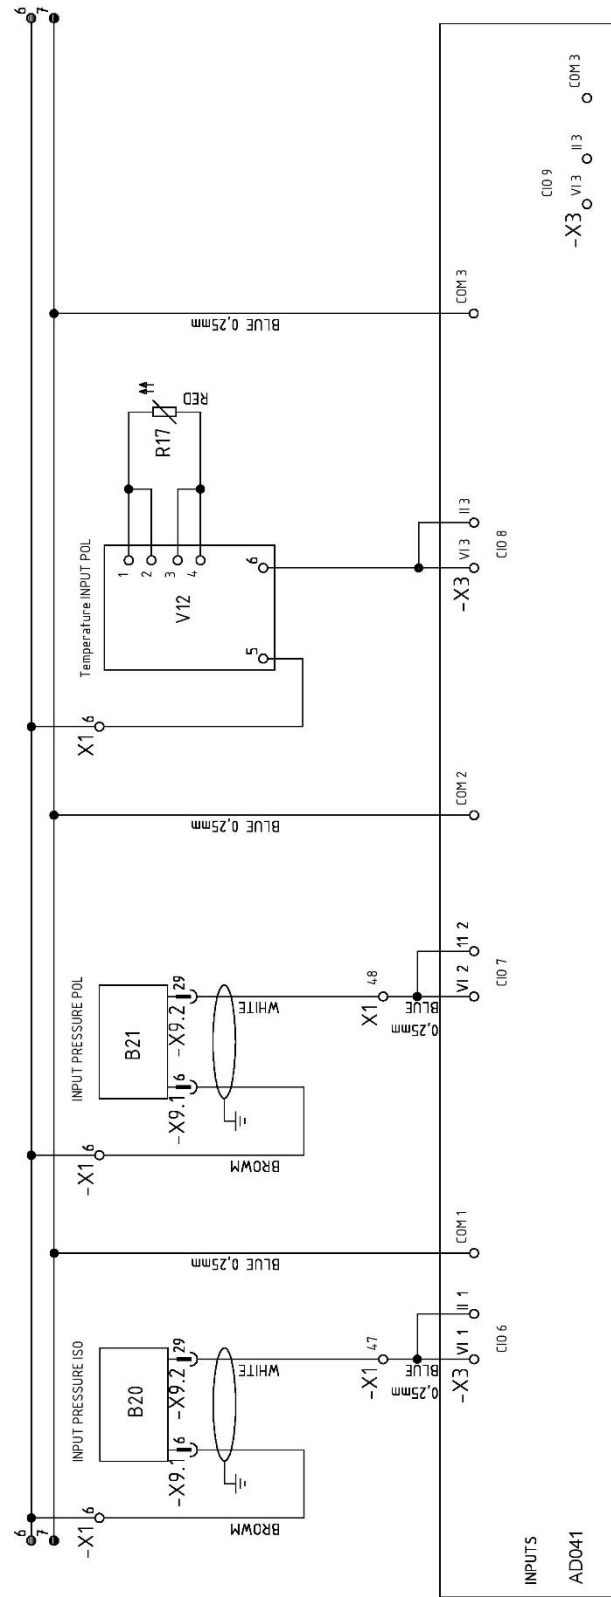 6
7
6
7
INPUT PRESSURE ISO
INPUT PRESSURE POL
Temperature INPUT POL
-X1 6
B20
-X9.1 6
-X9.2 29
BROWM
WHITE
-X1 47
BLUE
0,25mm
-X3 VI 1 II 1
CIO 6
COM 1
BLUE 0,25mm
-X1 6
B21
-X9.1 6
-X9.2 29
BROWM
WHITE
X1 48
BLUE
0,25mm
VI 2 11 2
CIO 7
COM 2
BLUE 0,25mm
X1 6
V12
1
2
3
4
5
6
R17
RED
-X3 VI 3 II 3
CIO 8
COM 3
BLUE 0,25mm
CIO 9
-X3 VI 3 II 3 COM 3
INPUTS
AD041